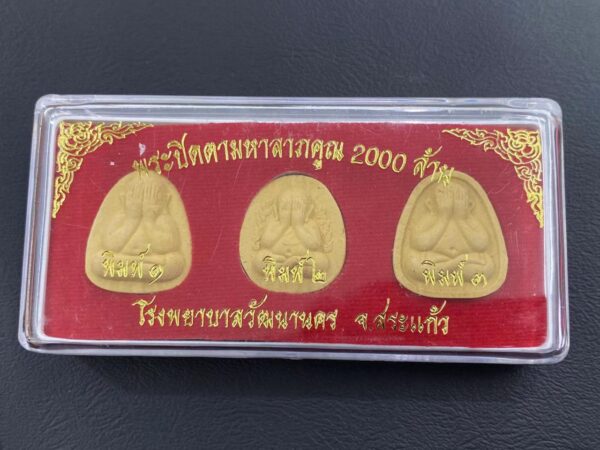 พระปิดตามหาลาภคูณ 2000 ล้าน
พิมพ์ ๑
พิมพ์ ๒
พิมพ์ ๓
โรงพยาบาลวัฒนานคร จ.สระแก้ว